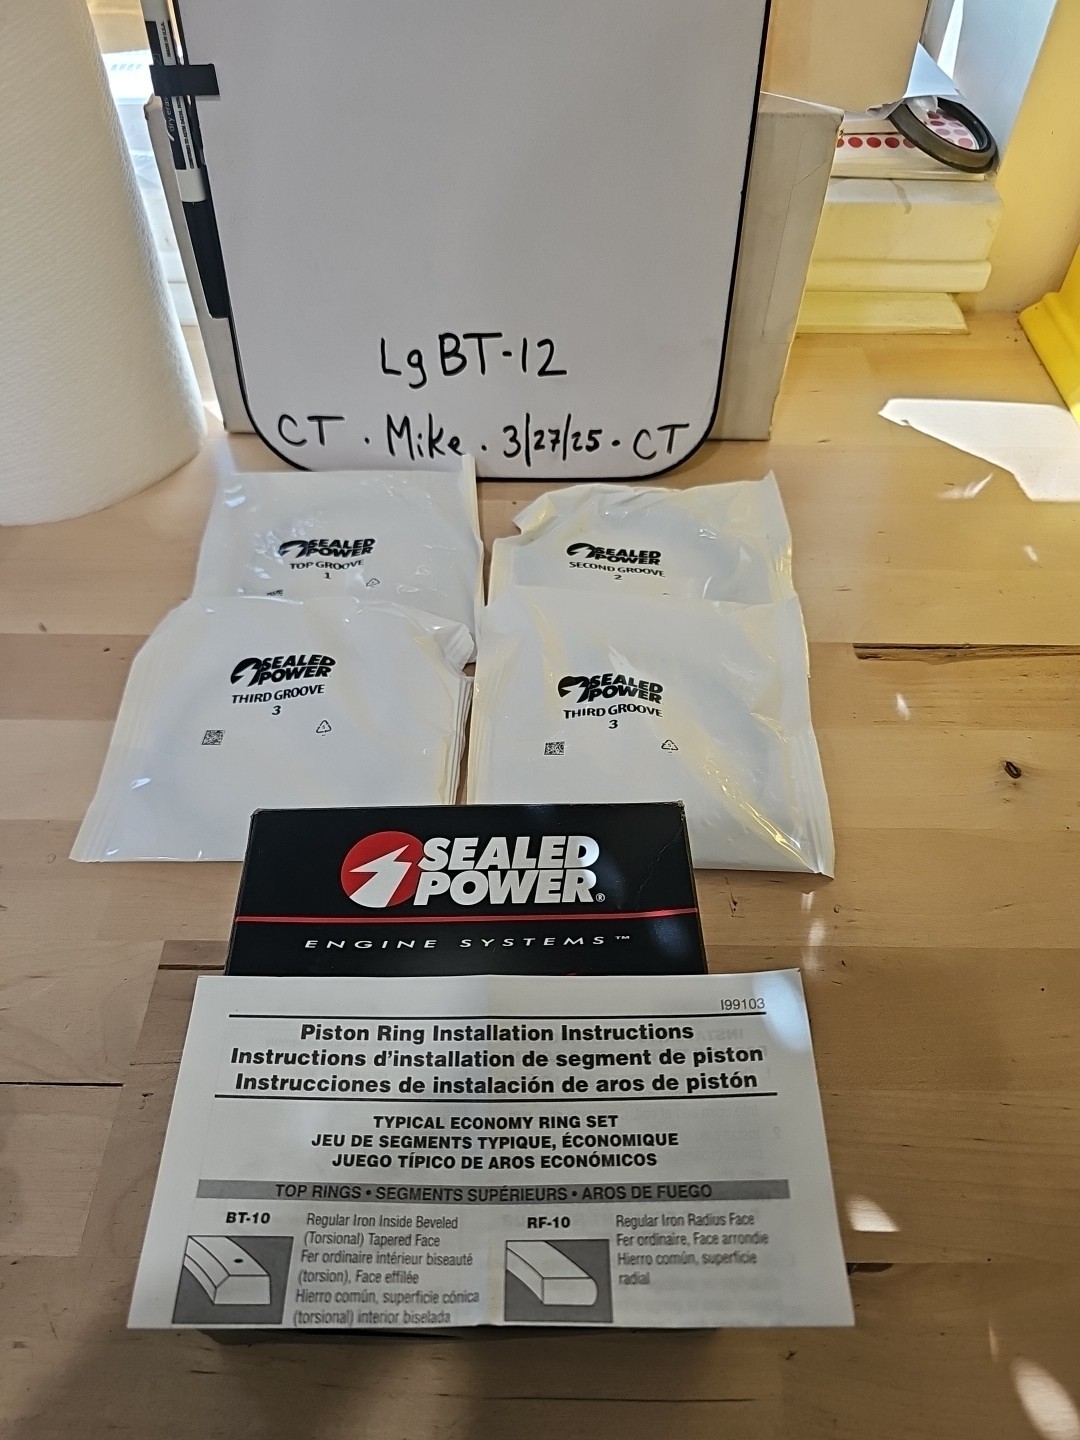 LgBT-12
CT . Mike . 3/27/25 . CT
SEALED
POWER
TOP GROOVE
1
SEALED
POWER
SECOND GROOVE
2
SEALED
POWER
THIRD GROOVE
3
SEALED
POWER
THIRD GROOVE
3
SEALED
POWER®
ENGINE SYSTEMS™
I99103
Piston Ring Installation Instructions
Instructions d'installation de segment de piston
Instrucciones de instalación de aros de pistón
TYPICAL ECONOMY RING SET
JEU DE SEGMENTS TYPIQUE, ÉCONOMIQUE
JUEGO TÍPICO DE AROS ECONÓMICOS
TOP RINGS • SEGMENTS SUPÉRIEURS • AROS DE FUEGO
BT-10
Regular Iron Inside Beveled
(Torsional) Tapered Face
Fer ordinaire intérieur biseauté
(torsion), Face effilée
Hierro común, superficie cónica
(torsional) interior biselada
RF-10
Regular Iron Radius Face
Fer ordinaire, Face arrondie
Hierro común, superficie
radial